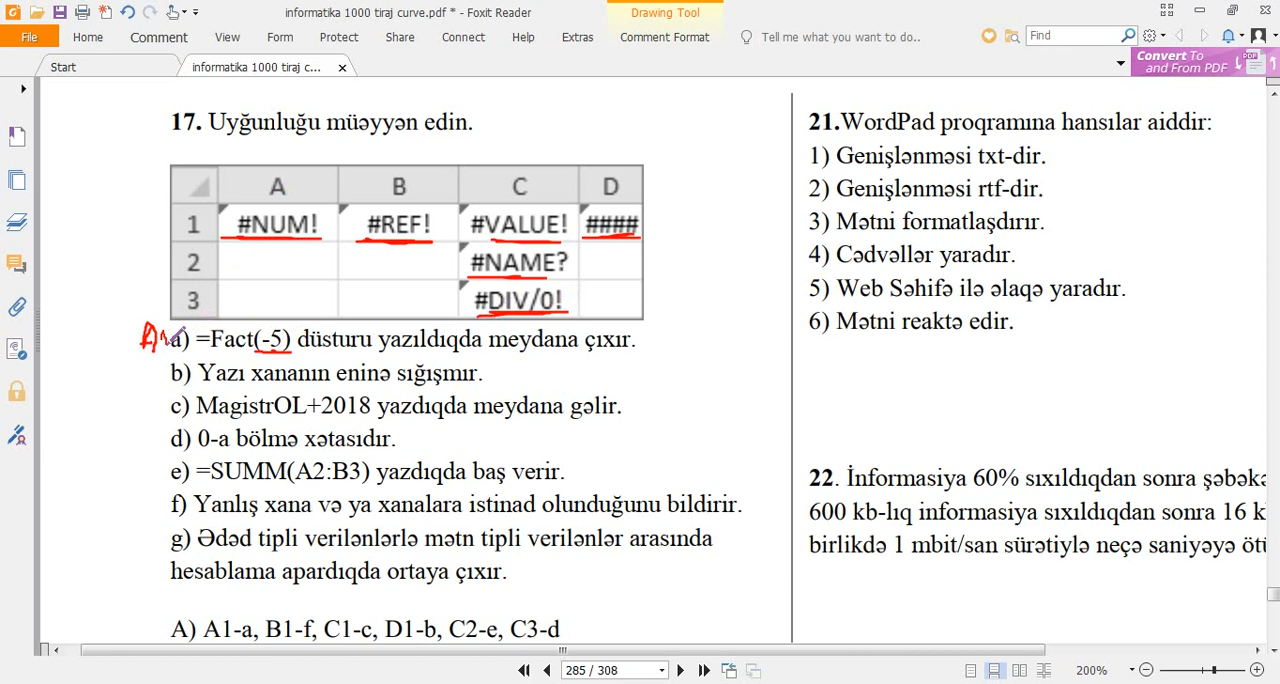 informatika 1000 tiraj curve.pdf * - Foxit Reader
Drawing Tool
File
Home
Comment
View
Form
Protect
Share
Connect
Help
Extras
Comment Format
Tell me what you want to do..
Find
Start
informatika 1000 tiraj c...
Convert To
and From PDF
PDF
17. Uyğunluğu müəyyən edin.
A B C D
1 #NUM! #REF! #VALUE! ####
2 #NAME?
3 #DIV/0!
a) =Fact(-5) düsturu yazıldıqda meydana çıxır.
b) Yazı xananın eninə sığışmır.
c) MagistrOL+2018 yazdıqda meydana gəlir.
d) 0-a bölmə xətasıdır.
e) =SUMM(A2:B3) yazdıqda baş verir.
f) Yanlış xana və ya xanalara istinad olunduğunu bildirir.
g) Ədəd tipli verilənlərlə mətn tipli verilənlər arasında
hesablama apardıqda ortaya çıxır.
A) A1-a, B1-f, C1-c, D1-b, C2-e, C3-d
21.WordPad proqramına hansılar aiddir:
1) Genişlənməsi txt-dir.
2) Genişlənməsi rtf-dir.
3) Mətni formatlaşdırır.
4) Cədvəllər yaradır.
5) Web Səhifə ilə əlaqə yaradır.
6) Mətni reaktə edir.
22. İnformasiya 60% sıxıldıqdan sonra şəbəkə
600 kb-lıq informasiya sıxıldıqdan sonra 16 k
birlikdə 1 mbit/san sürətiylə neçə saniyəyə
285 / 308
200%